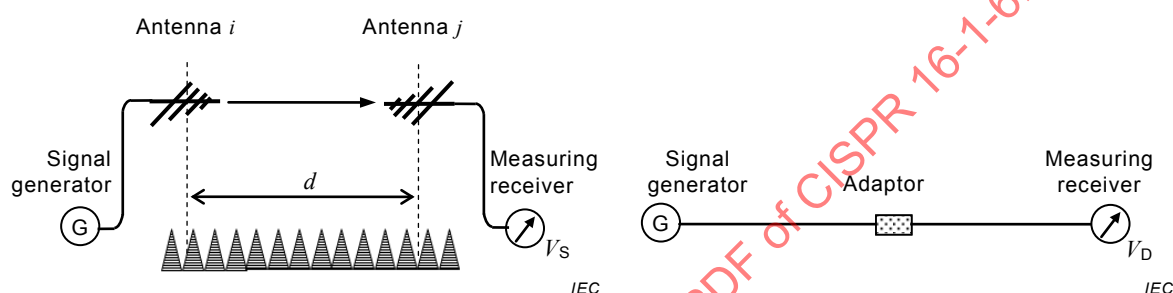 Antenna i
Antenna j
Signal
generator
G
d
Measuring
receiver
VS
IEC
Signal
generator
G
Adaptor
Measuring
receiver
VD
IEC
PDF of CISPR 16-1-6